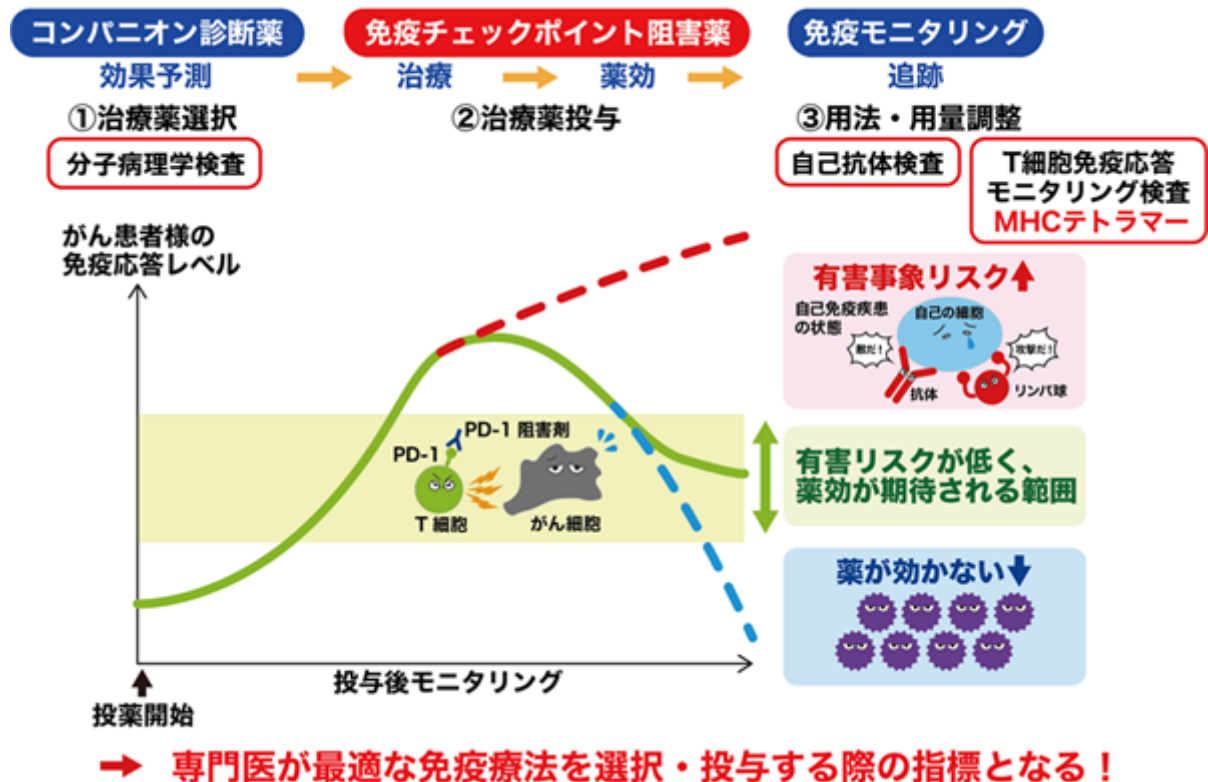 コンパニオン診断薬
免疫チェックポイント阻害薬
免疫モニタリング
効果予測
治療
薬効
追跡
①治療薬選択
②治療薬投与
③用法・用量調整
分子病理学検査
自己抗体検査
T細胞免疫応答
モニタリング検査
MHCテトラマー
がん患者様の
免疫応答レベル
有害事象リスク
自己免疫疾患
の状態
自己の細胞
敵だ！
攻撃だ！
抗体
リンパ球
PD-1 阻害剤
PD-1
T 細胞
がん細胞
有害リスクが低く、
薬効が期待される範囲
薬が効かない
投与後モニタリング
投薬開始
専門医が最適な免疫療法を選択・投与する際の指標となる！